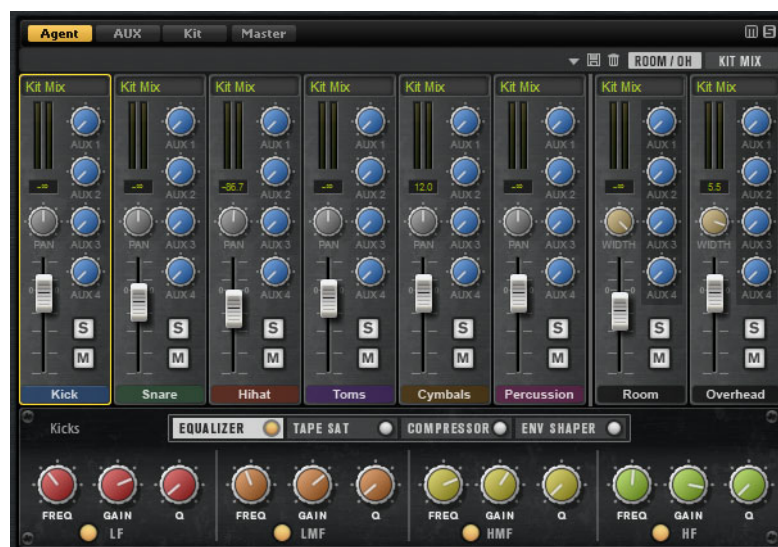 Agent AUX Kit Master
ROOM / OH KIT MIX
Kit Mix Kit Mix Kit Mix Kit Mix Kit Mix Kit Mix Kit Mix Kit Mix
AUX 1 AUX 1 AUX 1 AUX 1 AUX 1 AUX 1 AUX 1 AUX 1
-∞ -∞ -86.7 -∞ 12.0 -∞ -∞ 5.5
AUX 2 AUX 2 AUX 2 AUX 2 AUX 2 AUX 2 AUX 2 AUX 2
PAN AUX 3 PAN AUX 3 PAN AUX 3 PAN AUX 3 PAN AUX 3 PAN AUX 3 WIDTH AUX 3 WIDTH AUX 3
AUX 4 AUX 4 AUX 4 AUX 4 AUX 4 AUX 4 AUX 4 AUX 4
S S S S S S S S
M M M M M M M M
Kick Snare Hihat Toms Cymbals Percussion Room Overhead
Kicks EQUALIZER TAPE SAT COMPRESSOR ENV SHAPER
FREQ GAIN Q FREQ GAIN Q FREQ GAIN Q FREQ GAIN Q
LF LMF HMF HF